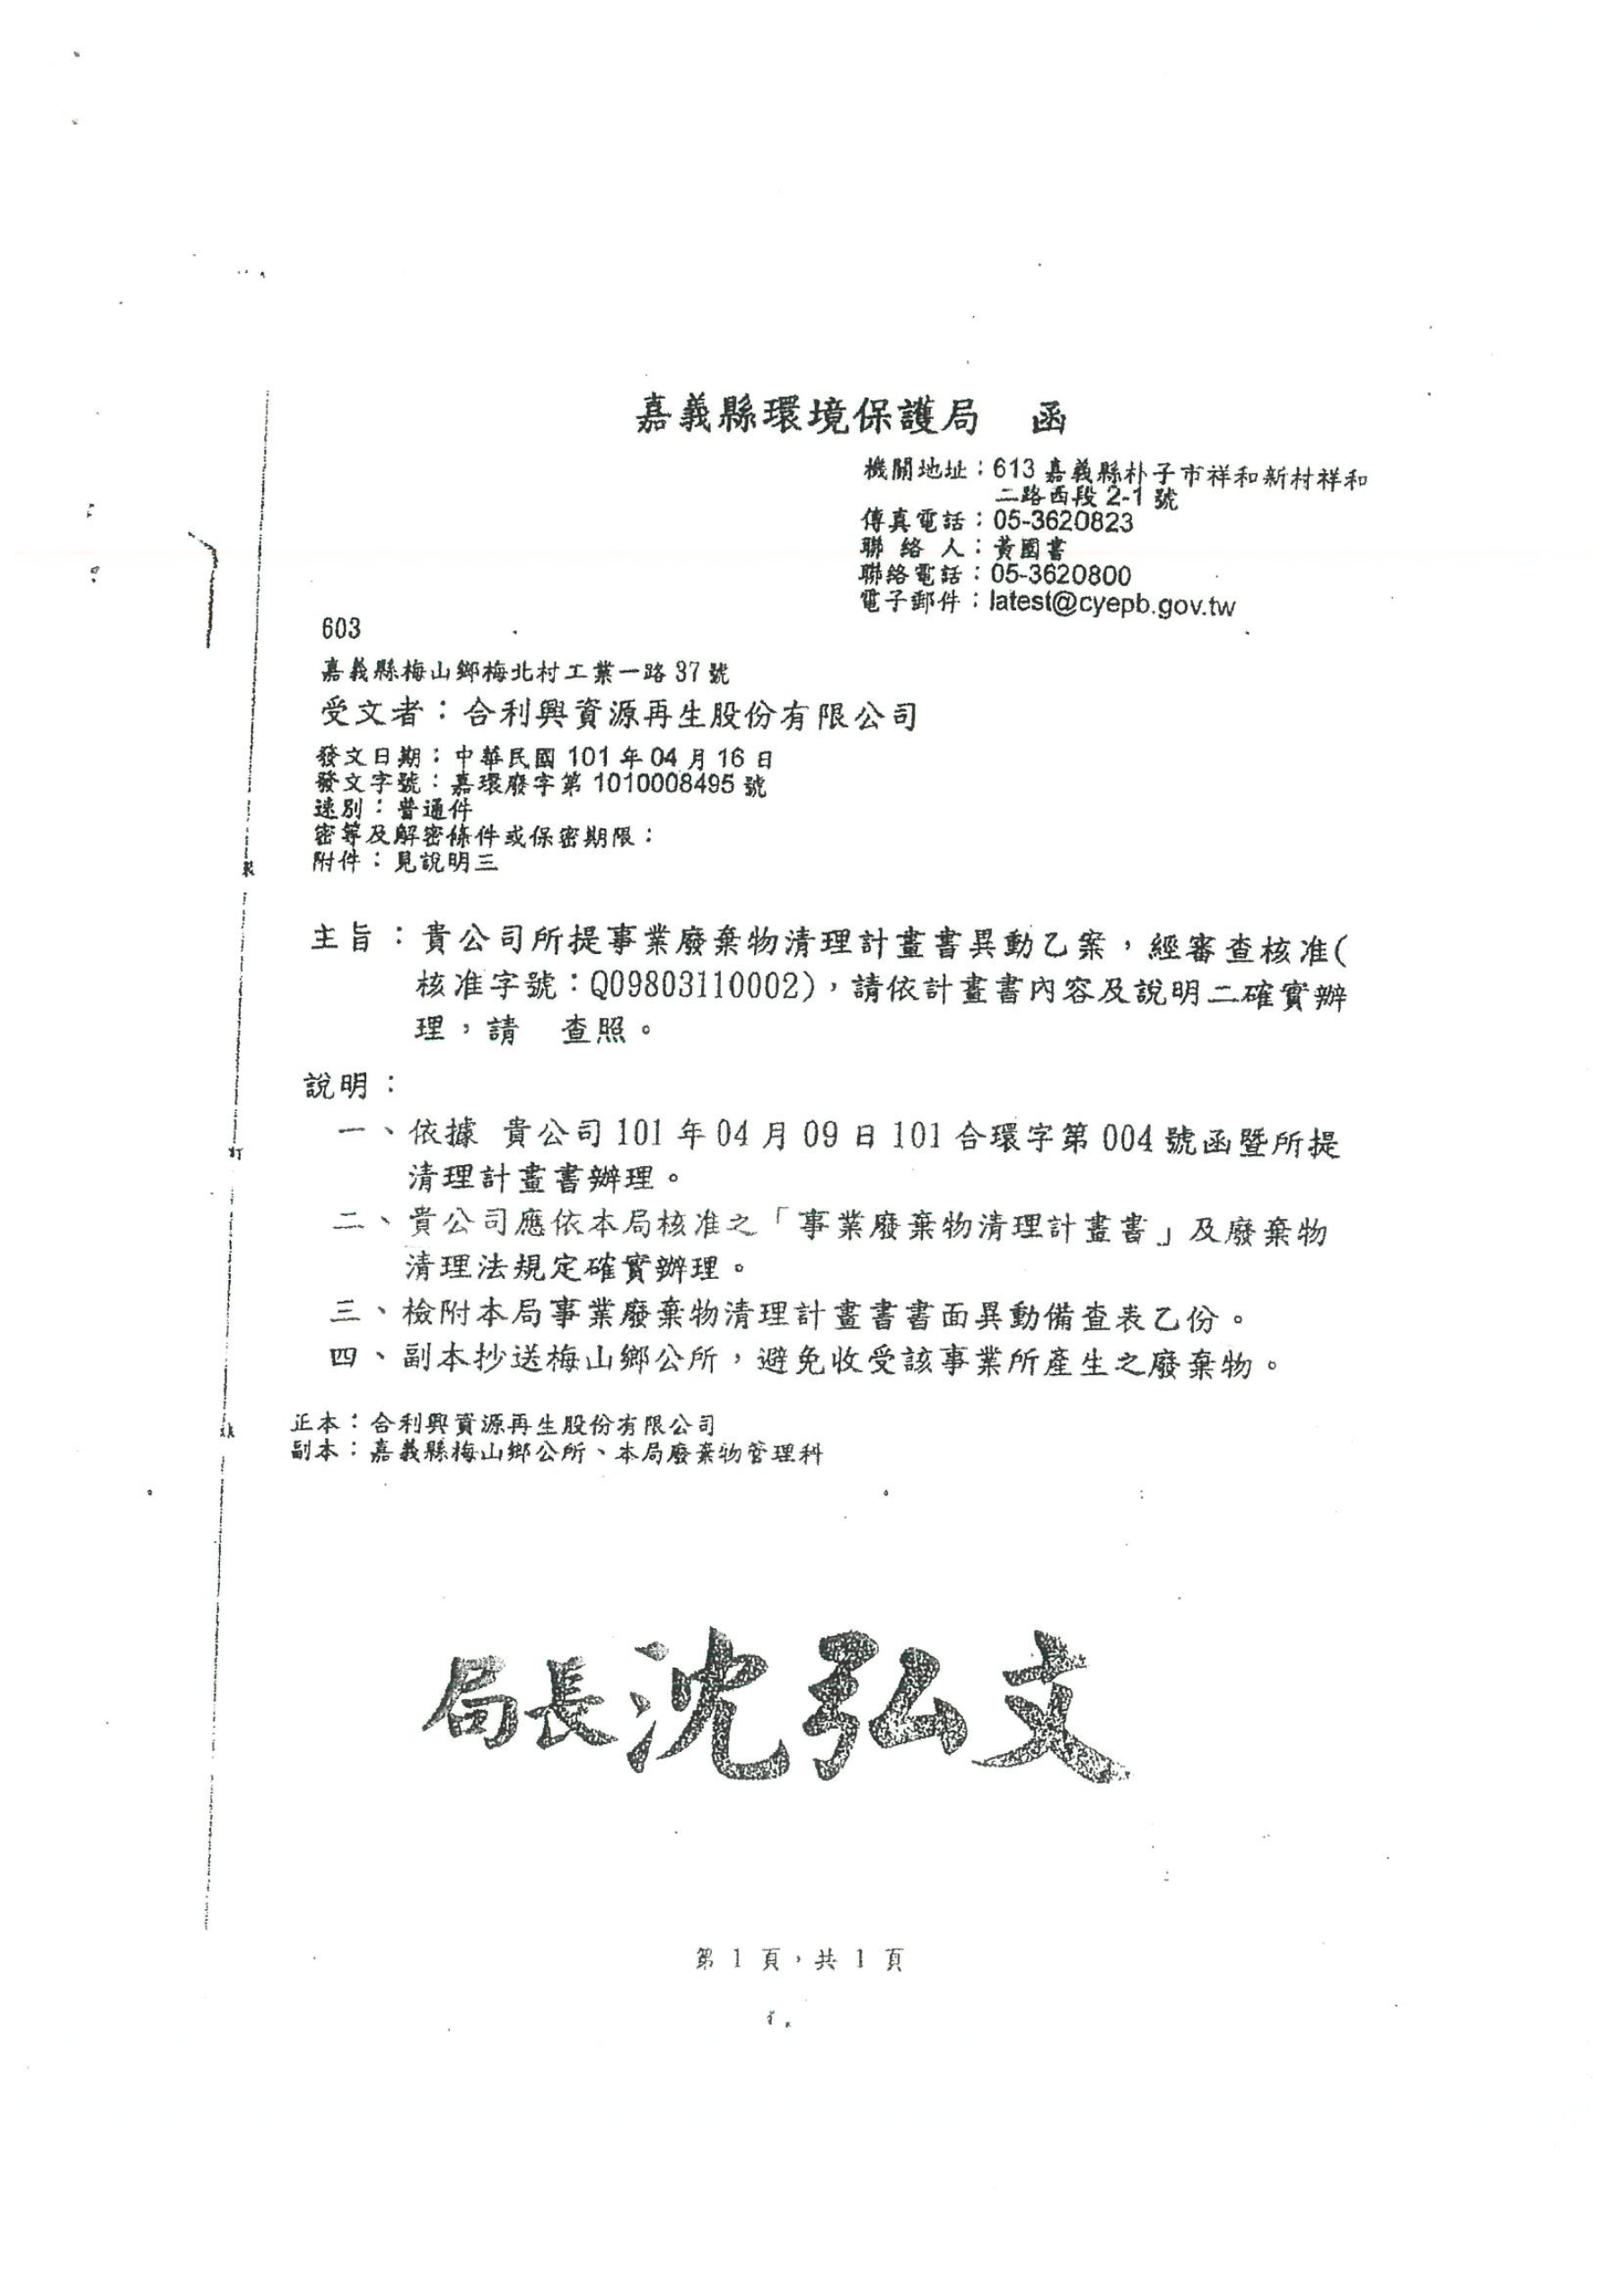 嘉義縣環境保護局　函
機關地址：613 嘉義縣朴子市祥和新村祥和
二路西段 2-1 號
傳真電話：05-3620823
聯 絡 人：黃國書
聯絡電話：05-3620800
電子郵件：latest@cyepb.gov.tw
603
嘉義縣梅山鄉梅北村工業一路 37 號
受文者：合利興資源再生股份有限公司
發文日期：中華民國 101 年 04 月 16 日
發文字號：嘉環廢字第 1010008495 號
速別：普通件
密等及解密條件或保密期限：
附件：見說明三
裝
主旨：貴公司所提事業廢棄物清理計畫書異動乙案，經審查核准(
核准字號：Q09803110002)，請依計畫書內容及說明二確實辦
理，請　查照。
說明：
一、依據 貴公司 101 年 04 月 09 日 101 合環字第 004 號函暨所提
訂
清理計畫書辦理。
二、貴公司應依本局核准之「事業廢棄物清理計畫書」及廢棄物
清理法規定確實辦理。
三、檢附本局事業廢棄物清理計畫書書面異動備查表乙份。
四、副本抄送梅山鄉公所，避免收受該事業所產生之廢棄物。
正本：合利興資源再生股份有限公司
線
副本：嘉義縣梅山鄉公所、本局廢棄物管理科
局長沈弘文
第 1 頁，共 1 頁